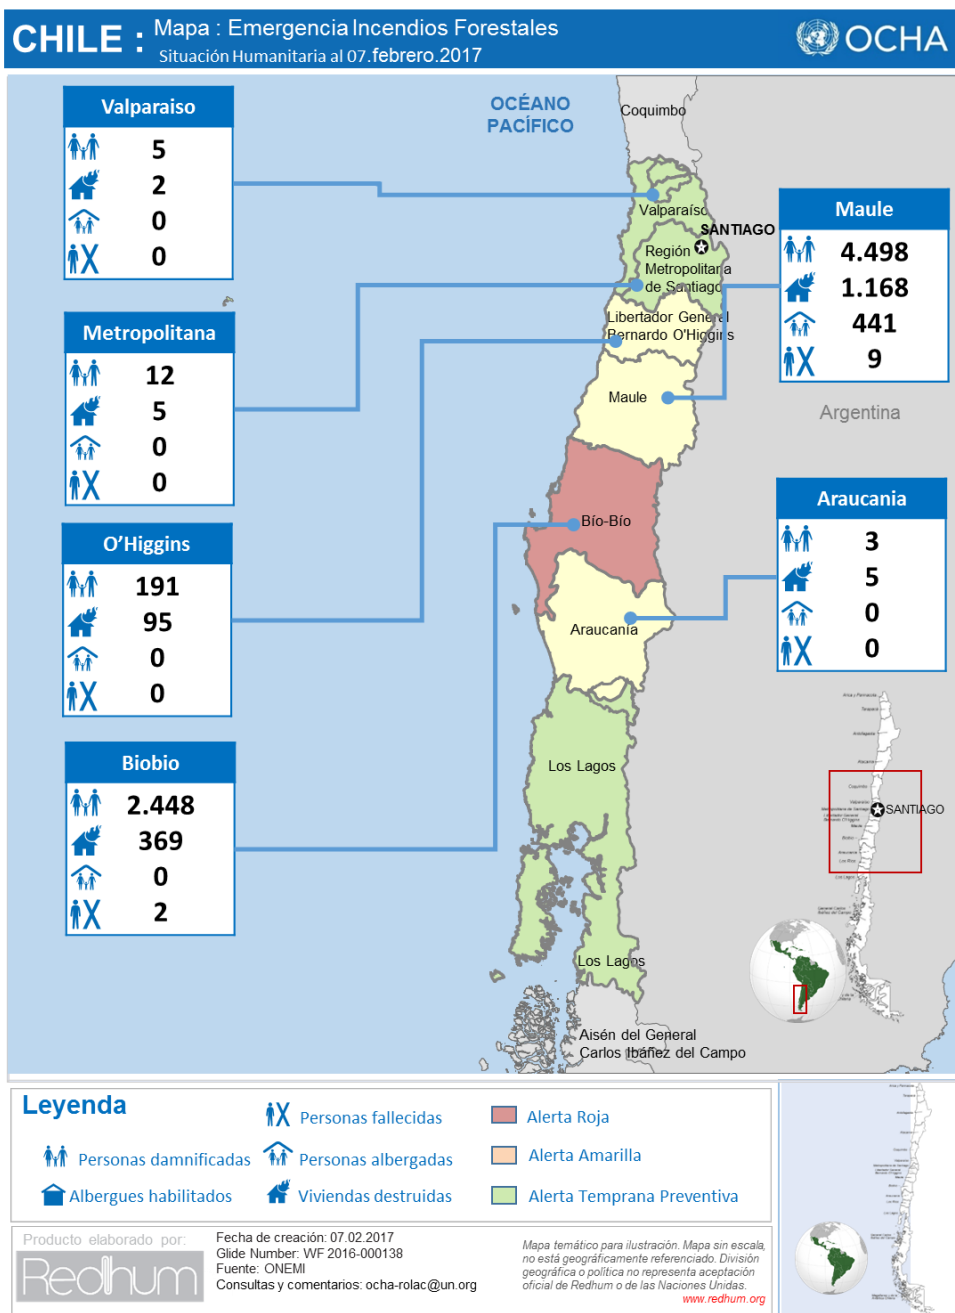 CHILE :
Mapa : Emergencia Incendios Forestales
Situación Humanitaria al 07.febrero.2017
OCHA
OCÉANO
PACÍFICO
Coquimbo
Valparaiso
5
2
0
0
Metropolitana
12
5
0
0
O'Higgins
191
95
0
0
Biobio
2.448
369
0
2
Maule
4.498
1.168
441
9
Araucania
3
5
0
0
Valparaíso
SANTIAGO
Región
Metropolitana
de Santiago
Libertador General
Bernardo O'Higgins
Maule
Argentina
Bío-Bío
Araucanía
Los Lagos
Los Lagos
Aisén del General
Carlos Ibáñez del Campo
SANTIAGO
Leyenda
Personas fallecidas
Personas damnificadas
Personas albergadas
Albergues habilitados
Viviendas destruidas
Alerta Roja
Alerta Amarilla
Alerta Temprana Preventiva
Producto elaborado por:
Redhum
Fecha de creación: 07.02.2017
Glide Number: WF 2016-000138
Fuente: ONEMI
Consultas y comentarios: ocha-rolac@un.org
Mapa temático para ilustración. Mapa sin escala,
no está geográficamente referenciado. División
geográfica o política no representa aceptación
oficial de Redhum o de las Naciones Unidas.
www.redhum.org